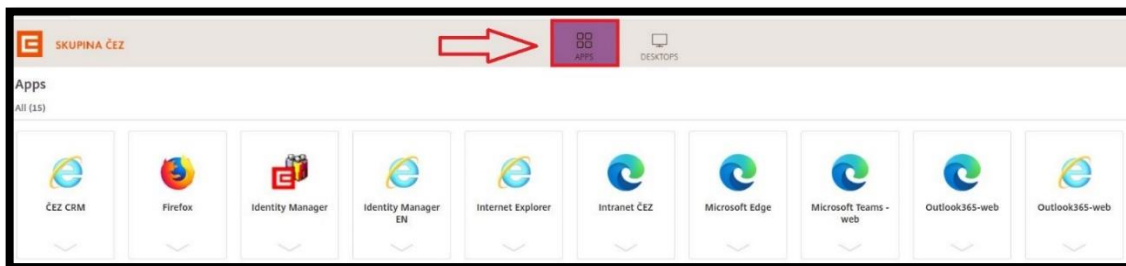 SKUPINA ČEZ
APPS
DESKTOPS
Apps
All (15)
ČEZ CRM
Firefox
Identity Manager
Identity Manager
EN
Internet Explorer
Intranet ČEZ
Microsoft Edge
Microsoft Teams -
web
Outlook365-web
Outlook365-web